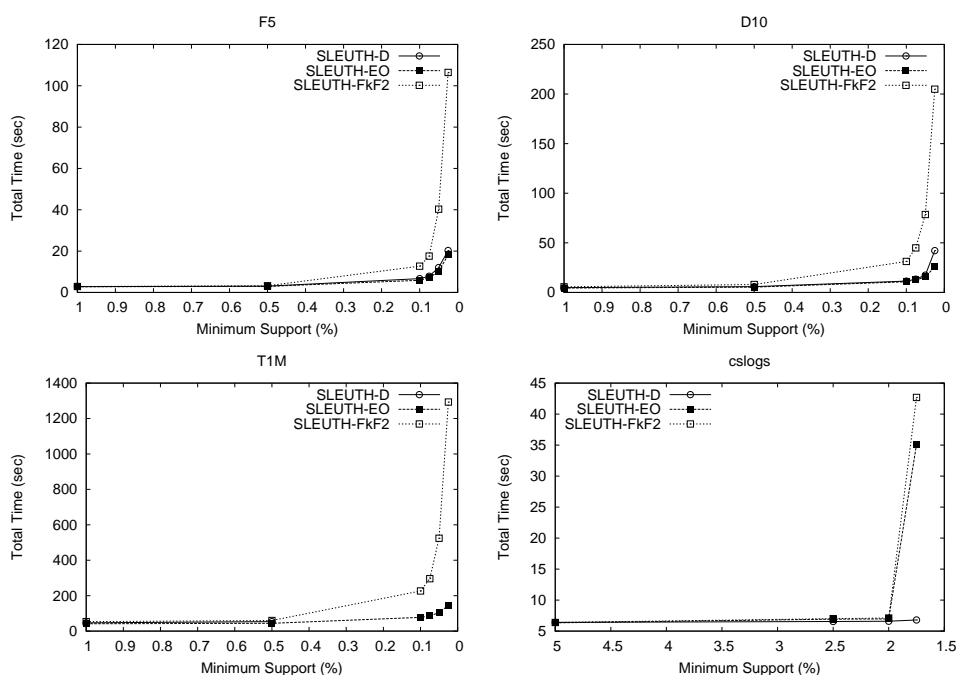 F5
120
100
80
60
40
20
0
Total Time (sec)
SLEUTH-D
SLEUTH-EO
SLEUTH-FkF2
1 0.9 0.8 0.7 0.6 0.5 0.4 0.3 0.2 0.1 0
Minimum Support (%)
D10
250
200
150
100
50
0
Total Time (sec)
SLEUTH-D
SLEUTH-EO
SLEUTH-FkF2
1 0.9 0.8 0.7 0.6 0.5 0.4 0.3 0.2 0.1 0
Minimum Support (%)
T1M
1400
1200
1000
800
600
400
200
0
Total Time (sec)
SLEUTH-D
SLEUTH-EO
SLEUTH-FkF2
1 0.9 0.8 0.7 0.6 0.5 0.4 0.3 0.2 0.1 0
Minimum Support (%)
cslogs
45
40
35
30
25
20
15
10
5
Total Time (sec)
SLEUTH-D
SLEUTH-EO
SLEUTH-FkF2
5 4.5 4 3.5 3 2.5 2 1.5
Minimum Support (%)